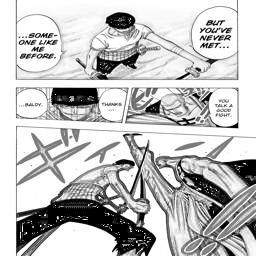 BUT
YOU'VE
NEVER
MET...
...SOME-
ONE LIKE
ME
BEFORE.
YOU
TALK A
GOOD
FIGHT.
THANKS
...BALDY.